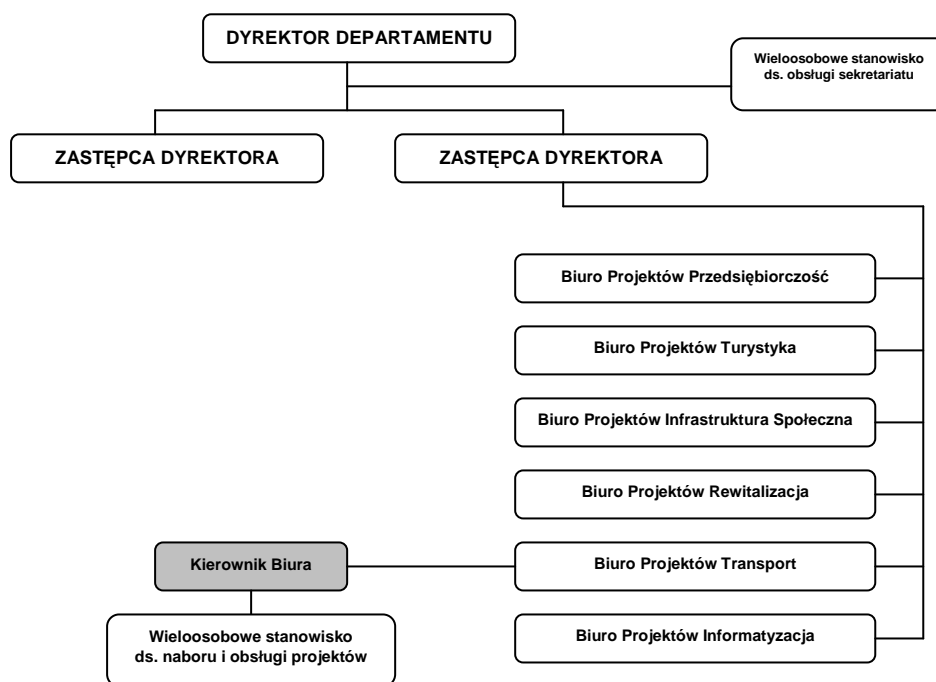 DYREKTOR DEPARTAMENTU
Wieloosobowe stanowisko
ds. obsługi sekretariatu
ZASTĘPCA DYREKTORA
ZASTĘPCA DYREKTORA
Biuro Projektów Przedsiębiorczość
Biuro Projektów Turystyka
Biuro Projektów Infrastruktura Społeczna
Biuro Projektów Rewitalizacja
Kierownik Biura
Biuro Projektów Transport
Wieloosobowe stanowisko
ds. naboru i obsługi projektów
Biuro Projektów Informatyzacja